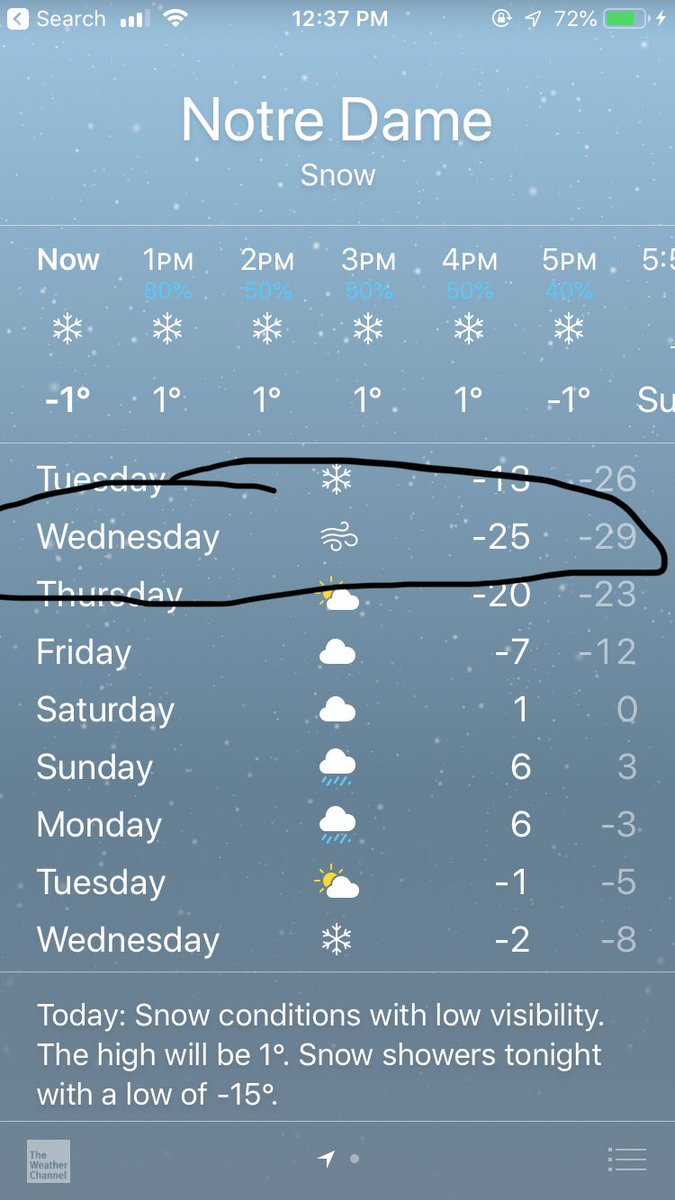 Search 12:37 PM 72%
Notre Dame
Snow
Now 1PM 2PM 3PM 4PM 5PM
80% 50% 50% 50% 40%
-1° 1° 1° 1° 1° -1° Su
Tuesday -13 -26
Wednesday -25 -29
Thursday -20 -23
Friday -7 -12
Saturday 1 0
Sunday 6 3
Monday 6 -3
Tuesday -1 -5
Wednesday -2 -8
Today: Snow conditions with low visibility.
The high will be 1°. Snow showers tonight
with a low of -15°.
The
Weather
Channel